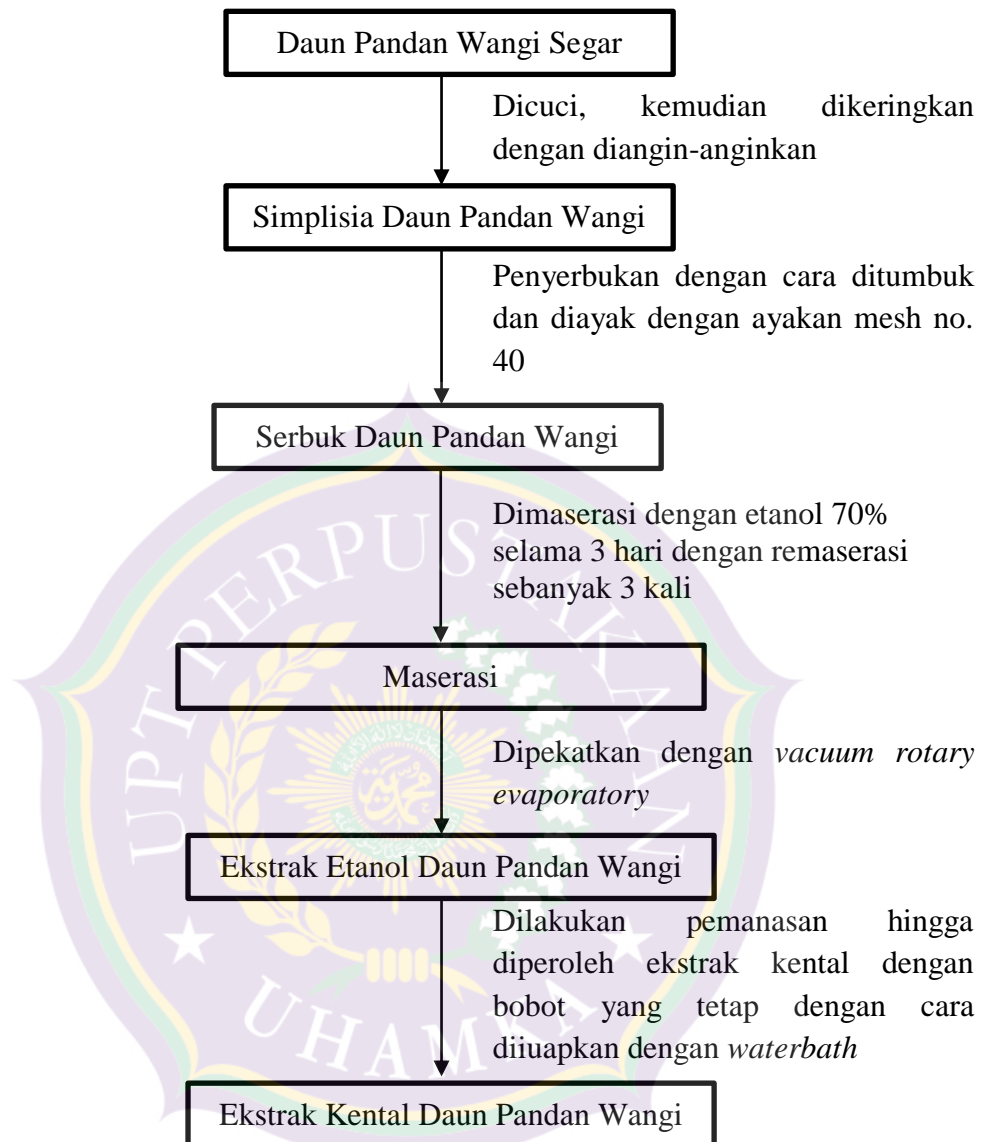 Daun Pandan Wangi Segar
Dicuci, kemudian dikeringkan
dengan diangin-anginkan
Simplisia Daun Pandan Wangi
Penyerbukan dengan cara ditumbuk
dan diayak dengan ayakan mesh no.
40
Serbuk Daun Pandan Wangi
Dimaserasi dengan etanol 70%
selama 3 hari dengan remaserasi
sebanyak 3 kali
Maserasi
Dipekatkan dengan vacuum rotary
evaporatory
Ekstrak Etanol Daun Pandan Wangi
Dilakukan pemanasan hingga
diperoleh ekstrak kental dengan
bobot yang tetap dengan cara
diiuapkan dengan waterbath
Ekstrak Kental Daun Pandan Wangi
UPT PERPUSTAKAAN
UHAMKA